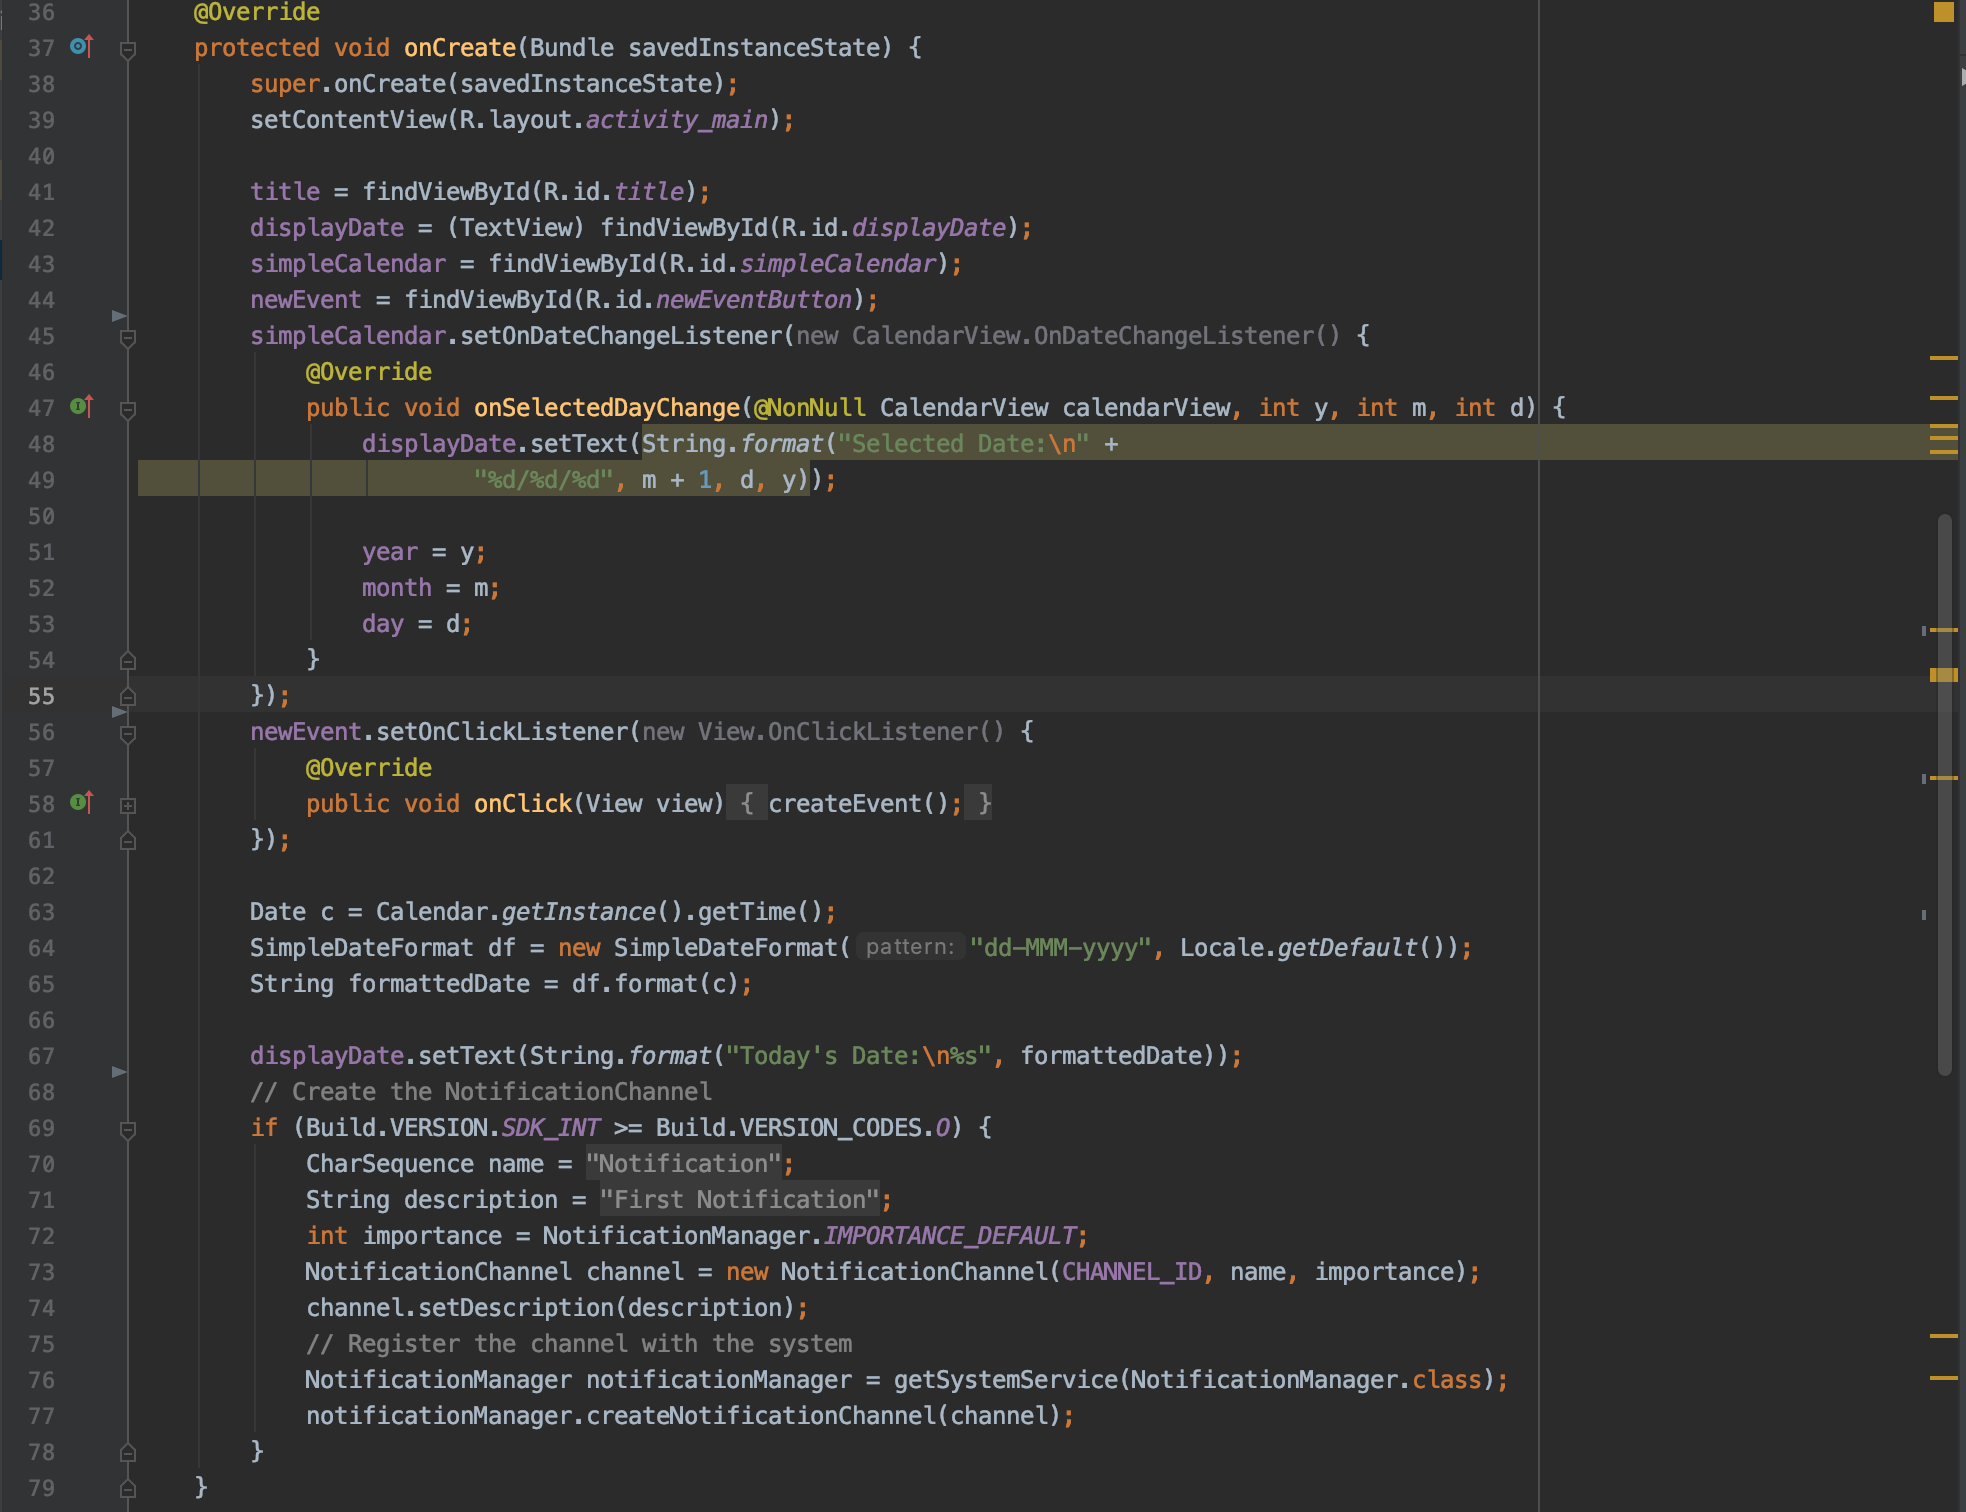 36 @Override
37 protected void onCreate(Bundle savedInstanceState) {
38 super.onCreate(savedInstanceState);
39 setContentView(R.layout.activity_main);
40
41 title = findViewById(R.id.title);
42 displayDate = (TextView) findViewById(R.id.displayDate);
43 simpleCalendar = findViewById(R.id.simpleCalendar);
44 newEvent = findViewById(R.id.newEventButton);
45 simpleCalendar.setOnDateChangeListener(new CalendarView.OnDateChangeListener() {
46 @Override
47 public void onSelectedDayChange(@NonNull CalendarView calendarView, int y, int m, int d) {
48 displayDate.setText(String.format("Selected Date:\n" +
49 "%d/%d/%d", m + 1, d, y));
50
51 year = y;
52 month = m;
53 day = d;
54 }
55 });
56 newEvent.setOnClickListener(new View.OnClickListener() {
57 @Override
58 public void onClick(View view) { createEvent(); }
61 });
62
63 Date c = Calendar.getInstance().getTime();
64 SimpleDateFormat df = new SimpleDateFormat( pattern: "dd-MMM-yyyy", Locale.getDefault());
65 String formattedDate = df.format(c);
66
67 displayDate.setText(String.format("Today's Date:\n%s", formattedDate));
68 // Create the NotificationChannel
69 if (Build.VERSION.SDK_INT >= Build.VERSION_CODES.O) {
70 CharSequence name = "Notification";
71 String description = "First Notification";
72 int importance = NotificationManager.IMPORTANCE_DEFAULT;
73 NotificationChannel channel = new NotificationChannel(CHANNEL_ID, name, importance);
74 channel.setDescription(description);
75 // Register the channel with the system
76 NotificationManager notificationManager = getSystemService(NotificationManager.class);
77 notificationManager.createNotificationChannel(channel);
78 }
79 }